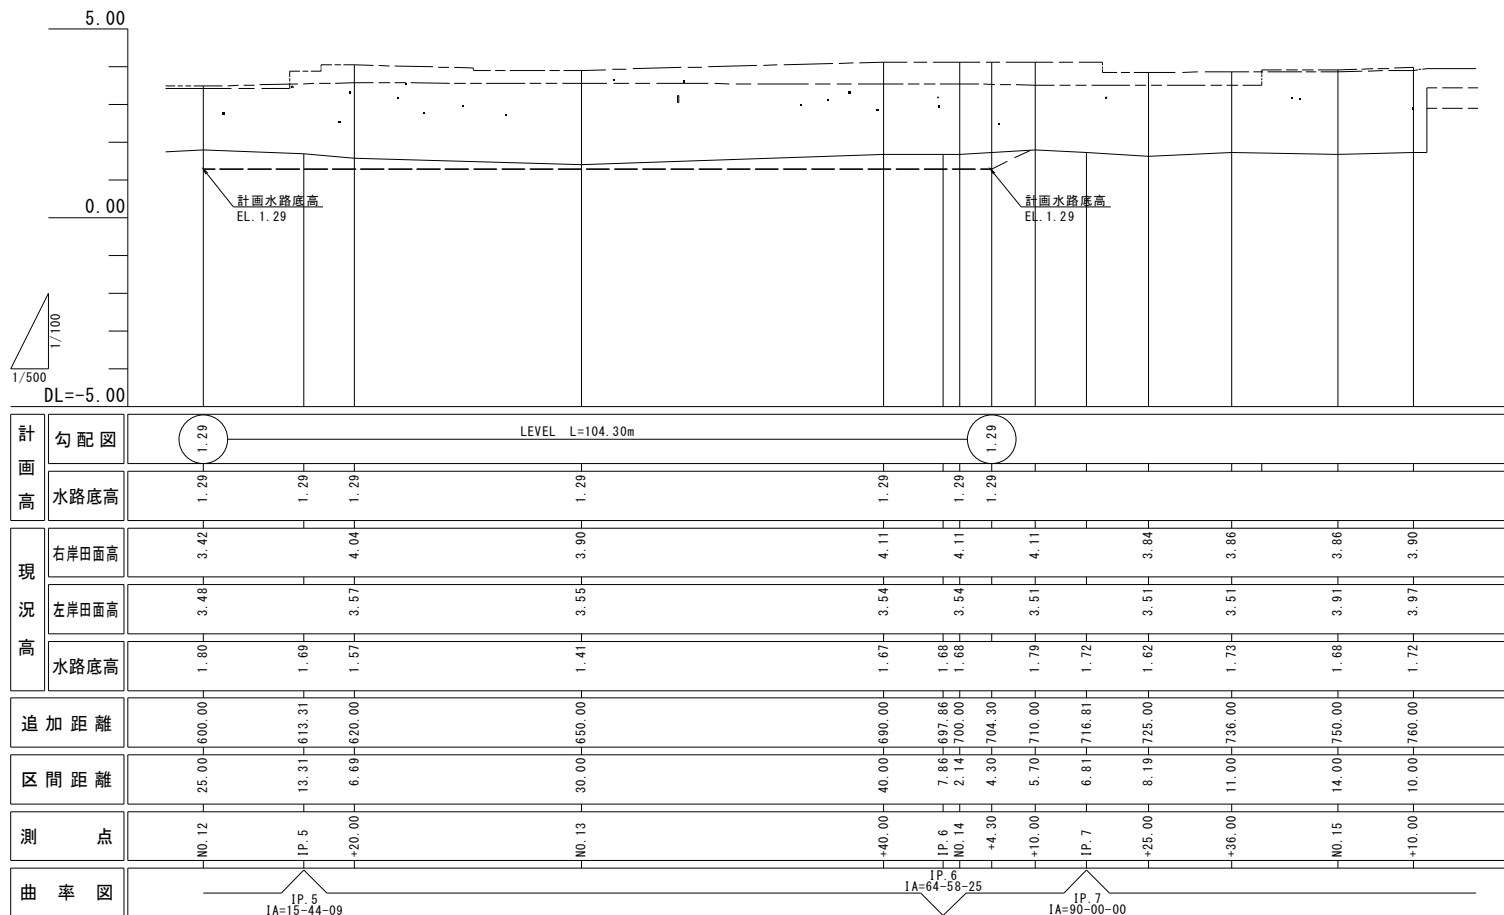 5.00
0.00
DL=-5.00
1/100
1/500
計画水路底高
EL.1.29
計画水路底高
EL.1.29
計画高
勾配図
1.29
LEVEL L=104.30m
1.29
水路底高
1.29 1.29 1.29 1.29 1.29 1.29 1.29
現況高
右岸田面高
3.42 4.04 3.90 4.11 4.11 4.11 3.84 3.86 3.86 3.90
左岸田面高
3.48 3.57 3.55 3.54 3.54 3.51 3.51 3.51 3.91 3.97
水路底高
1.80 1.69 1.57 1.41 1.67 1.68 1.68 1.79 1.72 1.62 1.73 1.68 1.72
追加距離
600.00 613.31 620.00 650.00 690.00 697.86 700.00 704.30 710.00 716.81 725.00 736.00 750.00 760.00
区間距離
25.00 13.31 6.69 30.00 40.00 7.86 2.14 4.30 5.70 6.81 8.19 11.00 14.00 10.00
測点
NO.12 IP.5 +20.00 NO.13 +40.00 IP.6 NO.14 +4.30 +10.00 IP.7 +25.00 +36.00 NO.15 +10.00
曲率図
IP.5
IA=15-44-09
IP.6
IA=64-58-25
IP.7
IA=90-00-00